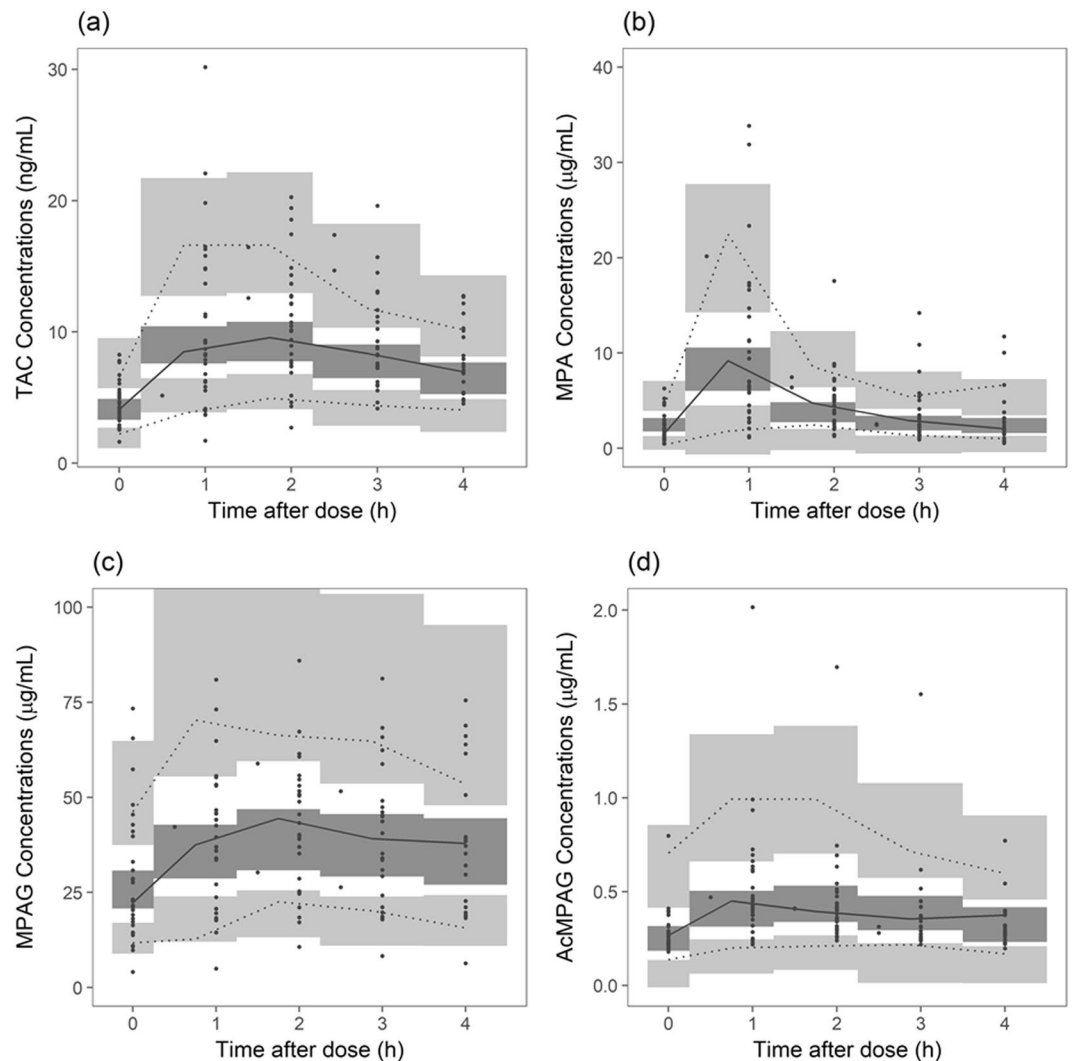 (a)
TAC Concentrations (ng/mL)
30
20
10
0
0 1 2 3 4
Time after dose (h)
(b)
MPA Concentrations (μg/mL)
40
30
20
10
0
0 1 2 3 4
Time after dose (h)
(c)
MPAG Concentrations (μg/mL)
100
75
50
25
0
0 1 2 3 4
Time after dose (h)
(d)
AcMPAG Concentrations (μg/mL)
2.0
1.5
1.0
0.5
0.0
0 1 2 3 4
Time after dose (h)